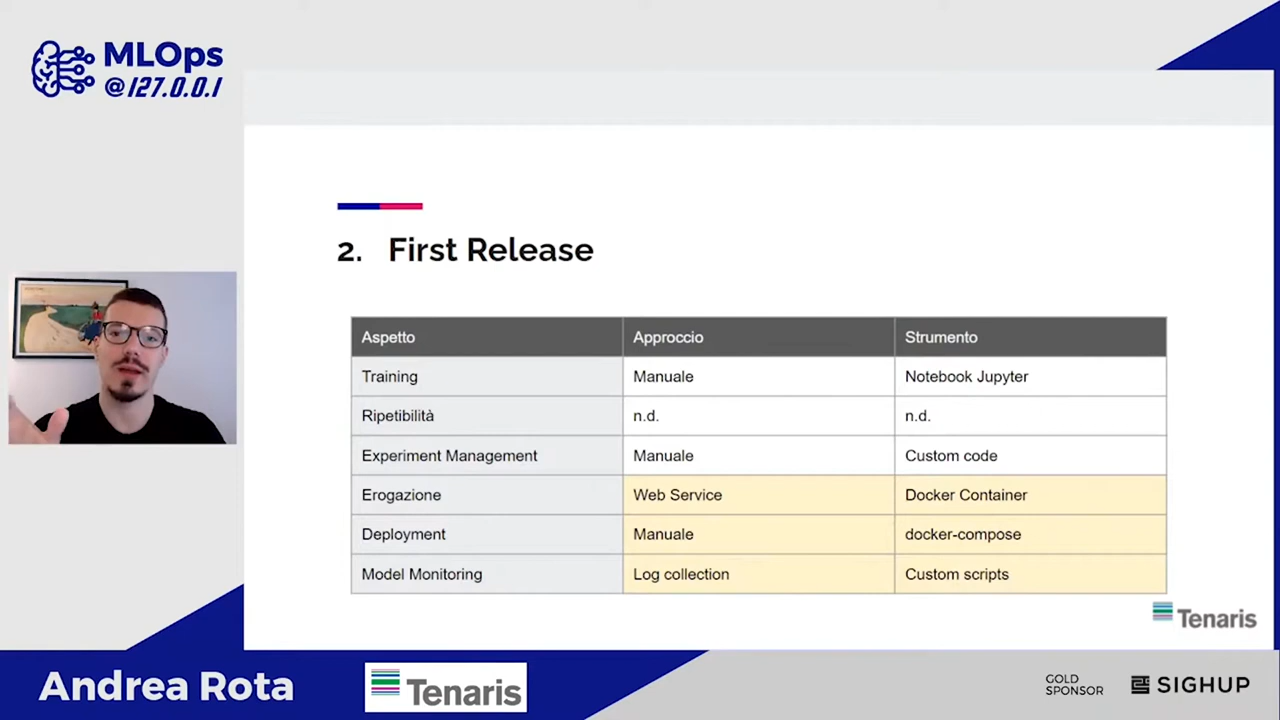 MLOps
@127.0.0.1
2. First Release
Aspetto Approccio Strumento
Training Manuale Notebook Jupyter
Ripetibilità n.d. n.d.
Experiment Management Manuale Custom code
Erogazione Web Service Docker Container
Deployment Manuale docker-compose
Model Monitoring Log collection Custom scripts
Tenaris
Andrea Rota
Tenaris
GOLD
SPONSOR
SIGHUP